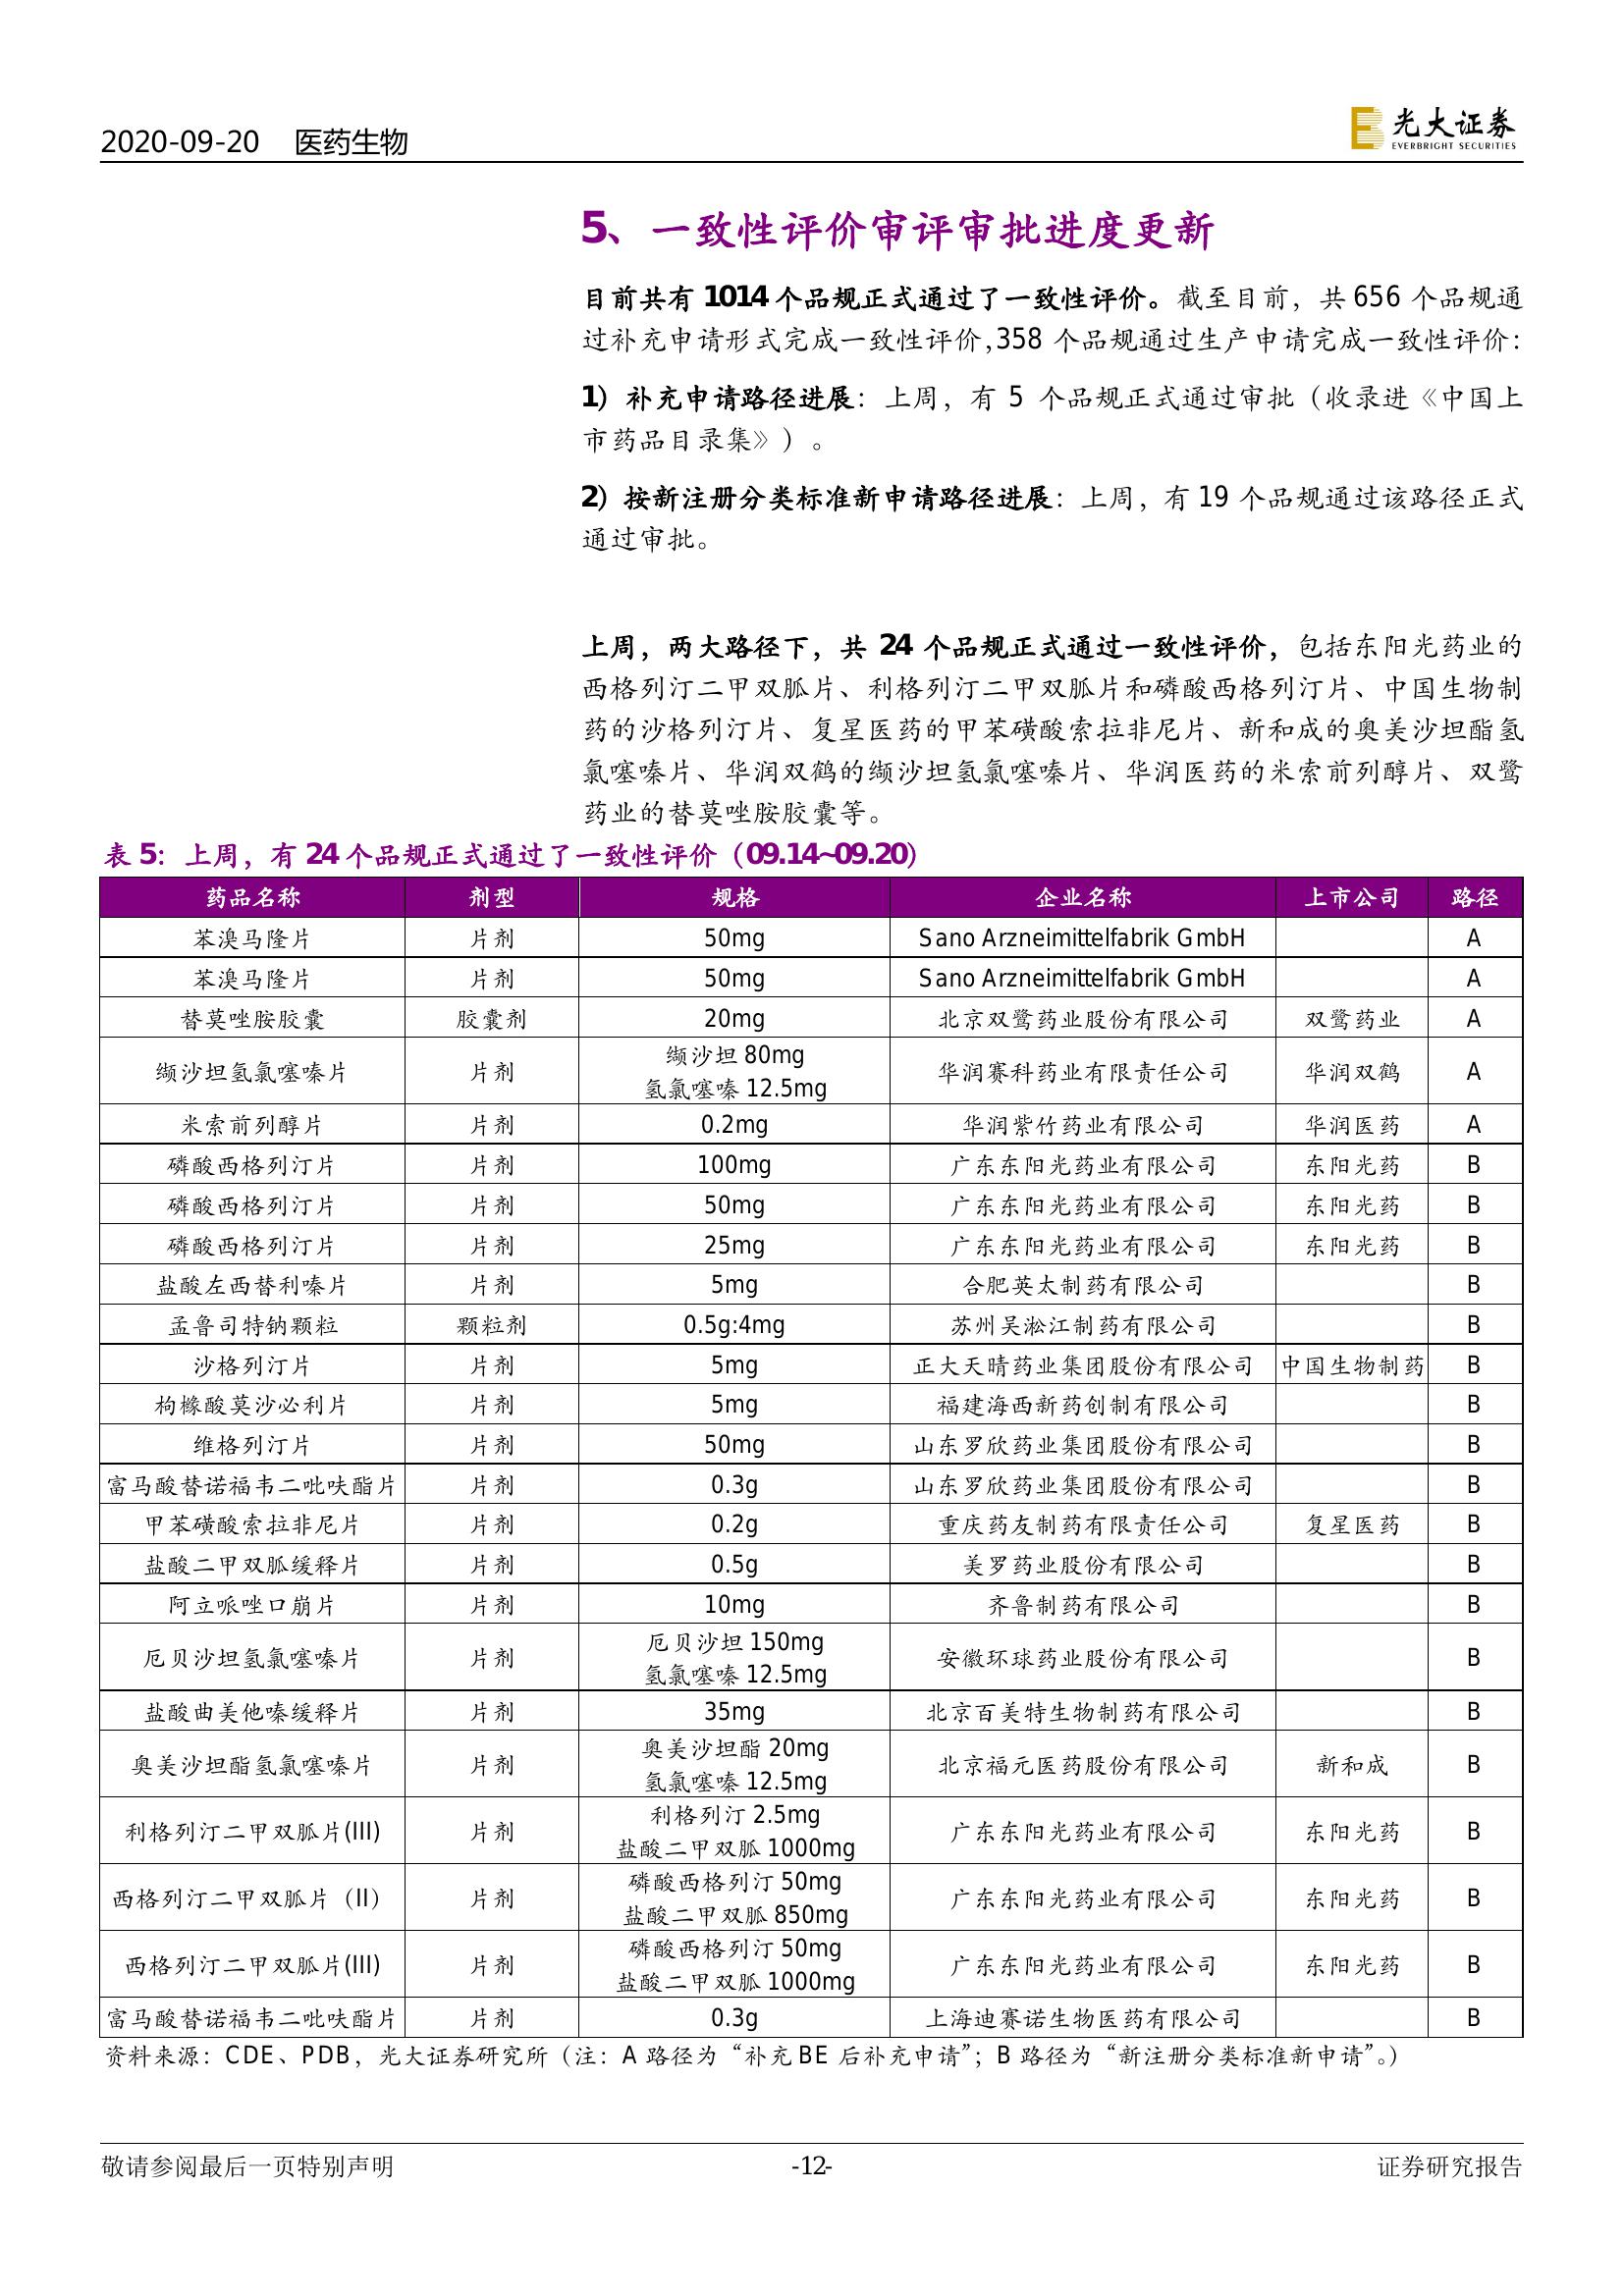 2020-09-20 医药生物
光大证券
EVERBRIGHT SECURITIES
5、一致性评价审评审批进度更新
目前共有 1014 个品规正式通过了一致性评价。截至目前，共 656 个品规通
过补充申请形式完成一致性评价,358 个品规通过生产申请完成一致性评价：
1）补充申请路径进展：上周，有 5 个品规正式通过审批（收录进《中国上
市药品目录集》）。
2）按新注册分类标准新申请路径进展：上周，有 19 个品规通过该路径正式
通过审批。
上周，两大路径下，共 24 个品规正式通过一致性评价，包括东阳光药业的
西格列汀二甲双胍片、利格列汀二甲双胍片和磷酸西格列汀片、中国生物制
药的沙格列汀片、复星医药的甲苯磺酸索拉非尼片、新和成的奥美沙坦酯氢
氯噻嗪片、华润双鹤的缬沙坦氢氯噻嗪片、华润医药的米索前列醇片、双鹭
药业的替莫唑胺胶囊等。
表 5：上周，有 24 个品规正式通过了一致性评价（09.14~09.20）
药品名称 剂型 规格 企业名称 上市公司 路径
苯溴马隆片 片剂 50mg Sano Arzneimittelfabrik GmbH A
苯溴马隆片 片剂 50mg Sano Arzneimittelfabrik GmbH A
替莫唑胺胶囊 胶囊剂 20mg 北京双鹭药业股份有限公司 双鹭药业 A
缬沙坦氢氯噻嗪片 片剂 缬沙坦 80mg 氢氯噻嗪 12.5mg 华润赛科药业有限责任公司 华润双鹤 A
米索前列醇片 片剂 0.2mg 华润紫竹药业有限公司 华润医药 A
磷酸西格列汀片 片剂 100mg 广东东阳光药业有限公司 东阳光药 B
磷酸西格列汀片 片剂 50mg 广东东阳光药业有限公司 东阳光药 B
磷酸西格列汀片 片剂 25mg 广东东阳光药业有限公司 东阳光药 B
盐酸左西替利嗪片 片剂 5mg 合肥英太制药有限公司 B
孟鲁司特钠颗粒 颗粒剂 0.5g:4mg 苏州吴淞江制药有限公司 B
沙格列汀片 片剂 5mg 正大天晴药业集团股份有限公司 中国生物制药 B
枸橼酸莫沙必利片 片剂 5mg 福建海西新药创制有限公司 B
维格列汀片 片剂 50mg 山东罗欣药业集团股份有限公司 B
富马酸替诺福韦二吡呋酯片 片剂 0.3g 山东罗欣药业集团股份有限公司 B
甲苯磺酸索拉非尼片 片剂 0.2g 重庆药友制药有限责任公司 复星医药 B
盐酸二甲双胍缓释片 片剂 0.5g 美罗药业股份有限公司 B
阿立哌唑口崩片 片剂 10mg 齐鲁制药有限公司 B
厄贝沙坦氢氯噻嗪片 片剂 厄贝沙坦 150mg 氢氯噻嗪 12.5mg 安徽环球药业股份有限公司 B
盐酸曲美他嗪缓释片 片剂 35mg 北京百美特生物制药有限公司 B
奥美沙坦酯氢氯噻嗪片 片剂 奥美沙坦酯 20mg 氢氯噻嗪 12.5mg 北京福元医药股份有限公司 新和成 B
利格列汀二甲双胍片(III) 片剂 利格列汀 2.5mg 盐酸二甲双胍 1000mg 广东东阳光药业有限公司 东阳光药 B
西格列汀二甲双胍片（II） 片剂 磷酸西格列汀 50mg 盐酸二甲双胍 850mg 广东东阳光药业有限公司 东阳光药 B
西格列汀二甲双胍片(III) 片剂 磷酸西格列汀 50mg 盐酸二甲双胍 1000mg 广东东阳光药业有限公司 东阳光药 B
富马酸替诺福韦二吡呋酯片 片剂 0.3g 上海迪赛诺生物医药有限公司 B
资料来源：CDE、PDB，光大证券研究所（注：A 路径为“补充 BE 后补充申请”；B 路径为“新注册分类标准新申请”。）
敬请参阅最后一页特别声明 -12- 证券研究报告